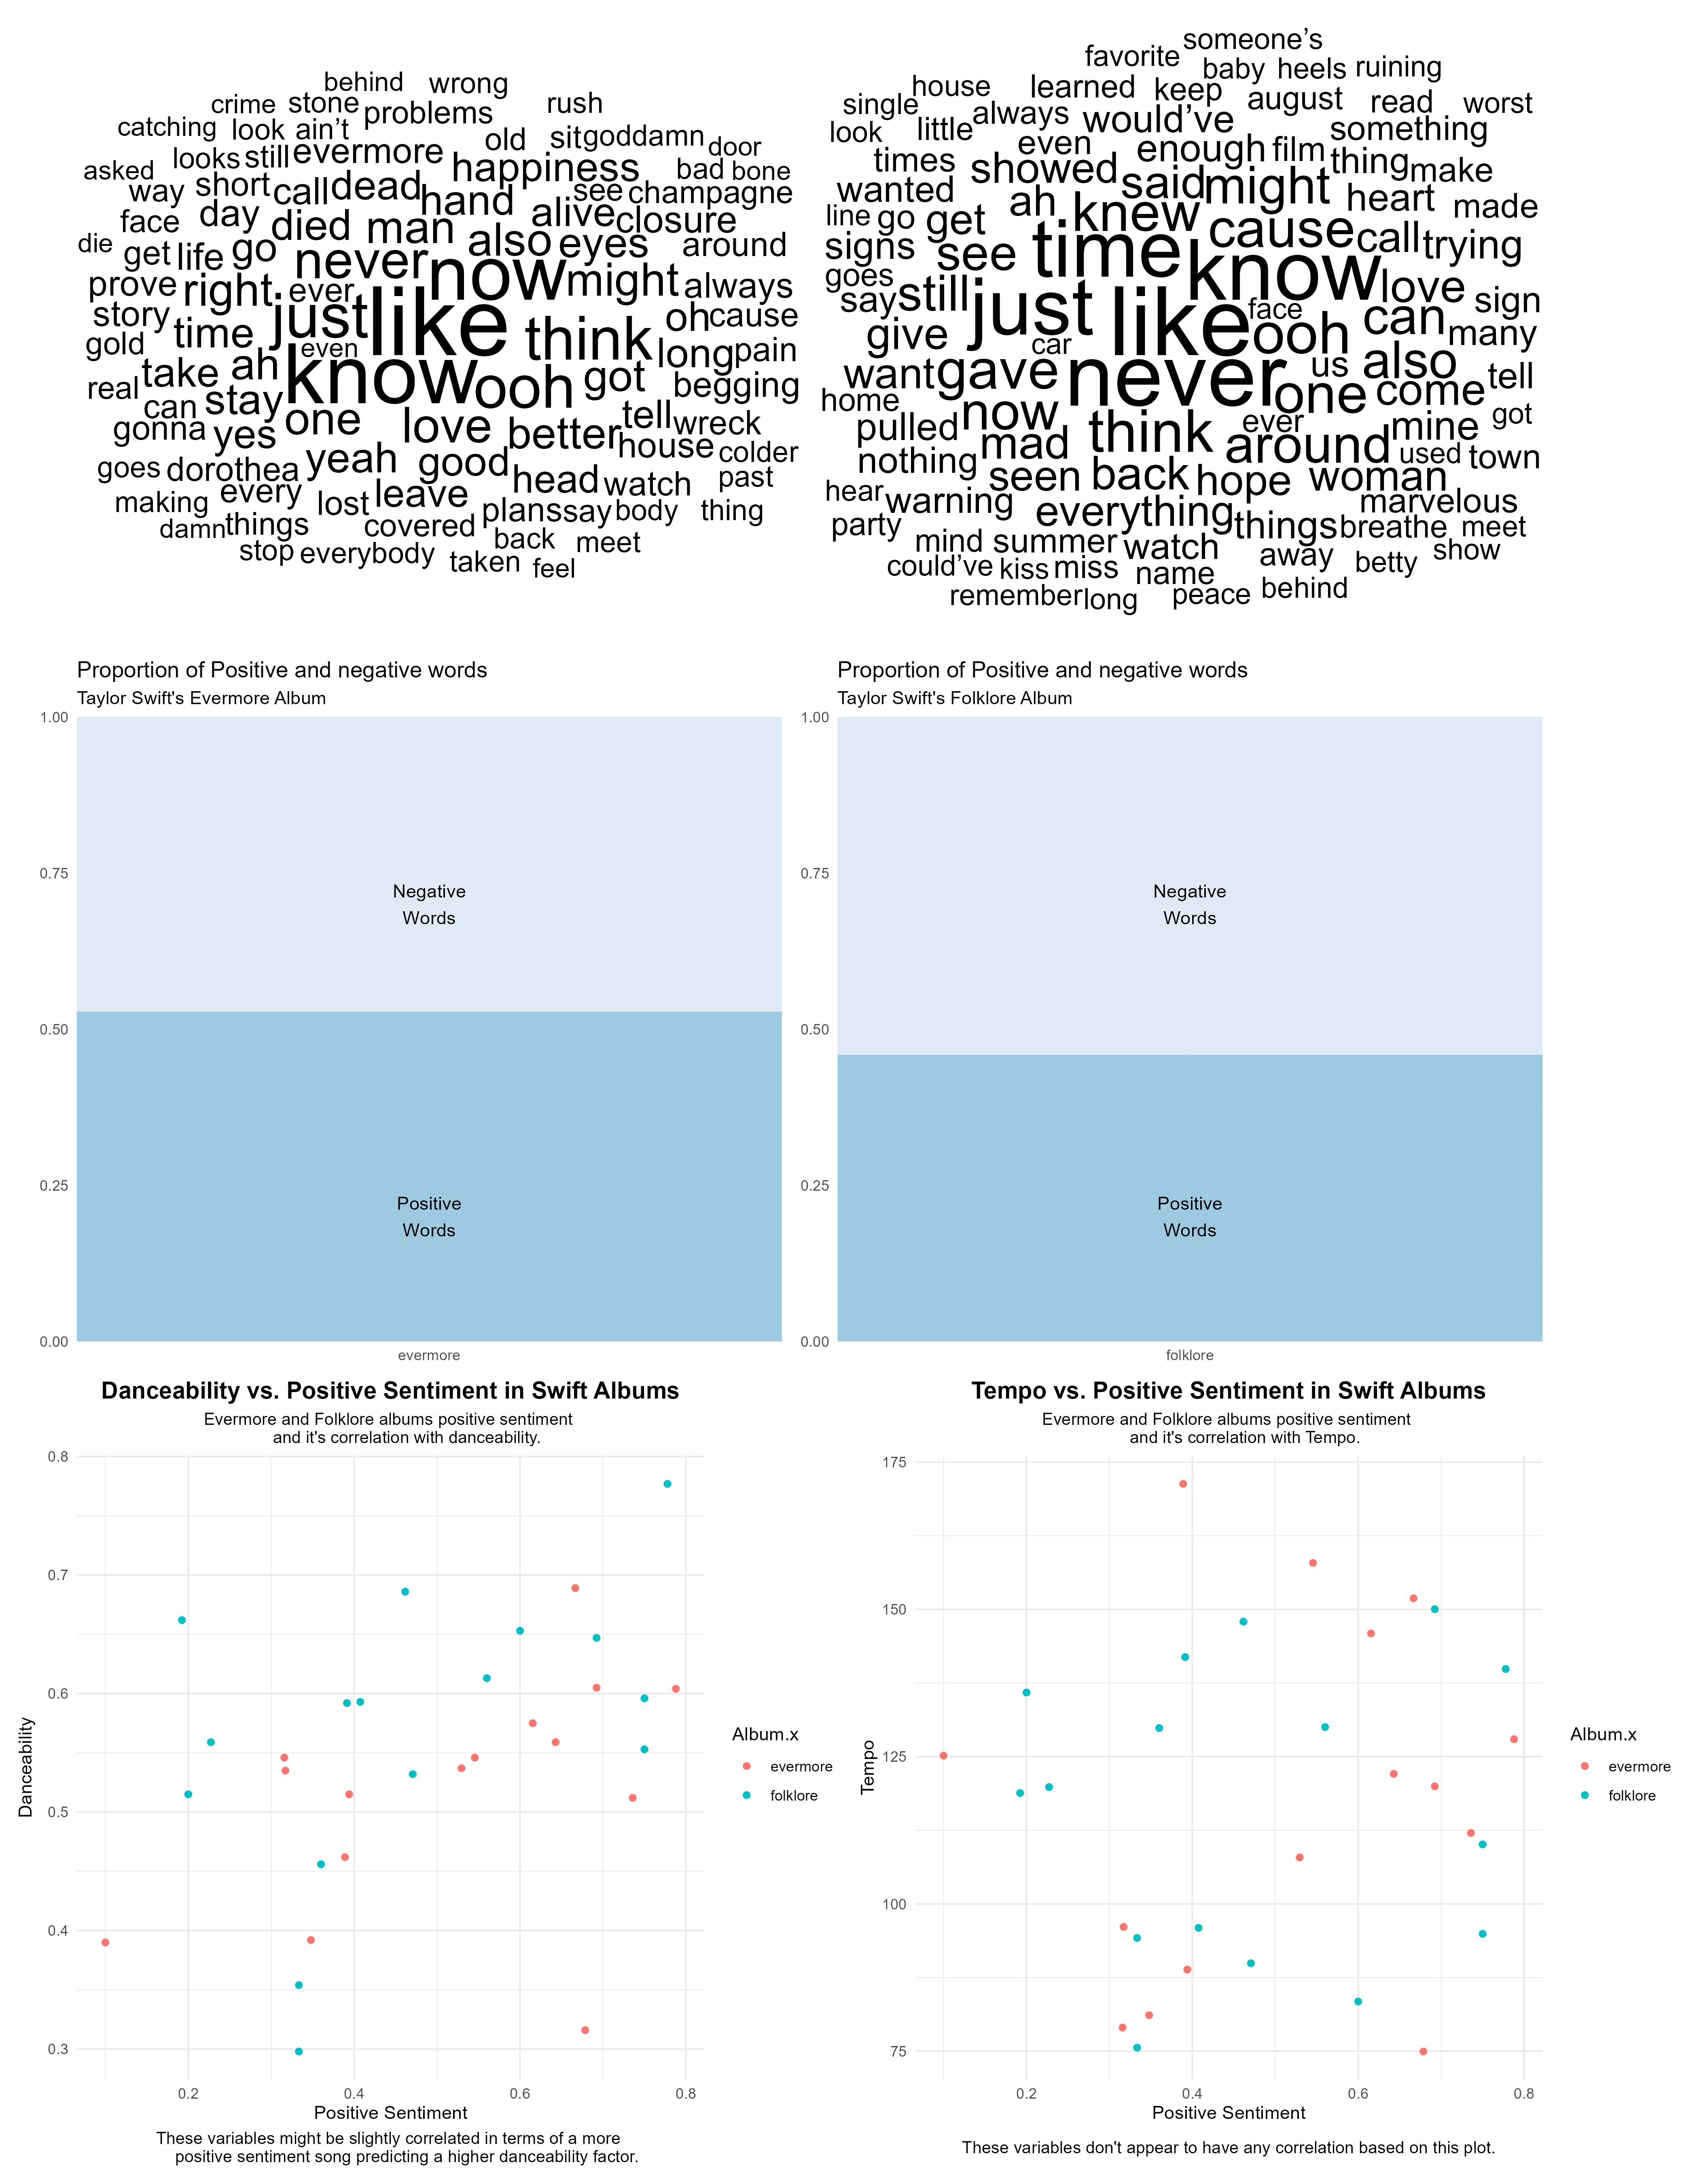 behind wrong
crime stone problems rush
catching look ain't old sit goddamn door
asked looks still evermore happiness bad bone
way short call dead hand see champagne
face day died man alive closure
die get life go never also eyes around
prove right ever now might always
story time just like think oh cause
gold ah even long pain
real take know ooh got begging
can stay one love better tell wreck
gonna yes house colder
goes dorothea yeah good head watch past
making every lost leave plans say body thing
damn things covered back meet
stop everybody taken feel
favorite someone's
house learned keep baby heels ruining
single always would've august read worst
look little even enough film something
times showed said might thing make
wanted ah knew heart made
line go get cause call trying
signs see time know
goes say still just like face love sign
give car ooh can many
want gave never us also tell
home now one come
pulled mad think ever mine got
nothing around used town
hear seen back hope woman
warning everything marvelous
party things breathe meet
mind summer watch away betty show
could've kiss miss name
remember long peace behind
Proportion of Positive and negative words
Taylor Swift's Evermore Album
1.00
0.75
0.50
0.25
0.00
Negative
Words
Positive
Words
evermore
Proportion of Positive and negative words
Taylor Swift's Folklore Album
1.00
0.75
0.50
0.25
0.00
Negative
Words
Positive
Words
folklore
Danceability vs. Positive Sentiment in Swift Albums
Evermore and Folklore albums positive sentiment
and it's correlation with danceability.
Danceability
0.8
0.7
0.6
0.5
0.4
0.3
0.2 0.4 0.6 0.8
Positive Sentiment
These variables might be slightly correlated in terms of a more
positive sentiment song predicting a higher danceability factor.
Album.x
evermore
folklore
Tempo vs. Positive Sentiment in Swift Albums
Evermore and Folklore albums positive sentiment
and it's correlation with Tempo.
Tempo
175
150
125
100
75
0.2 0.4 0.6 0.8
Positive Sentiment
These variables don't appear to have any correlation based on this plot.
Album.x
evermore
folklore